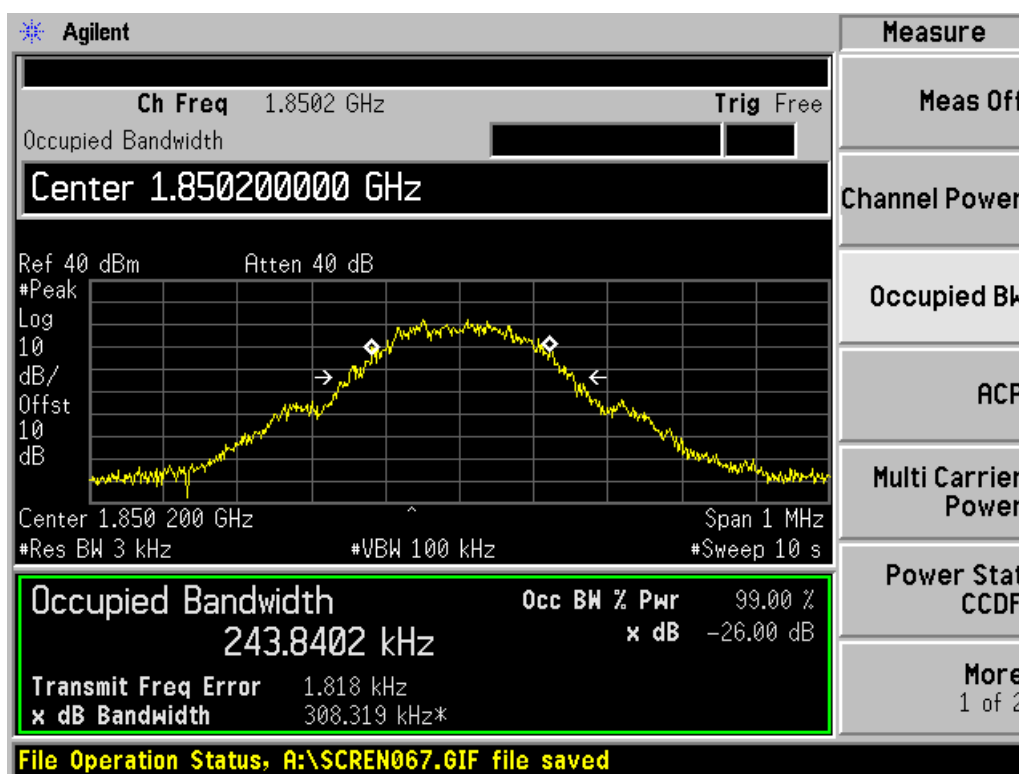 Agilent
Measure
Ch Freq 1.8502 GHz Trig Free
Occupied Bandwidth
Center 1.850200000 GHz
Ref 40 dBm Atten 40 dB
#Peak
Log
10
dB/
Offst
10
dB
Center 1.850 200 GHz ^ Span 1 MHz
#Res BW 3 kHz #VBW 100 kHz #Sweep 10 s
Occupied Bandwidth Occ BW % Pwr 99.00 %
243.8402 kHz x dB -26.00 dB
Transmit Freq Error 1.818 kHz
x dB Bandwidth 308.319 kHz*
File Operation Status, A:\SCREN067.GIF file saved
Meas Off
Channel Power
Occupied BW
ACP
Multi Carrier
Power
Power Stat
CCDF
More
1 of 2